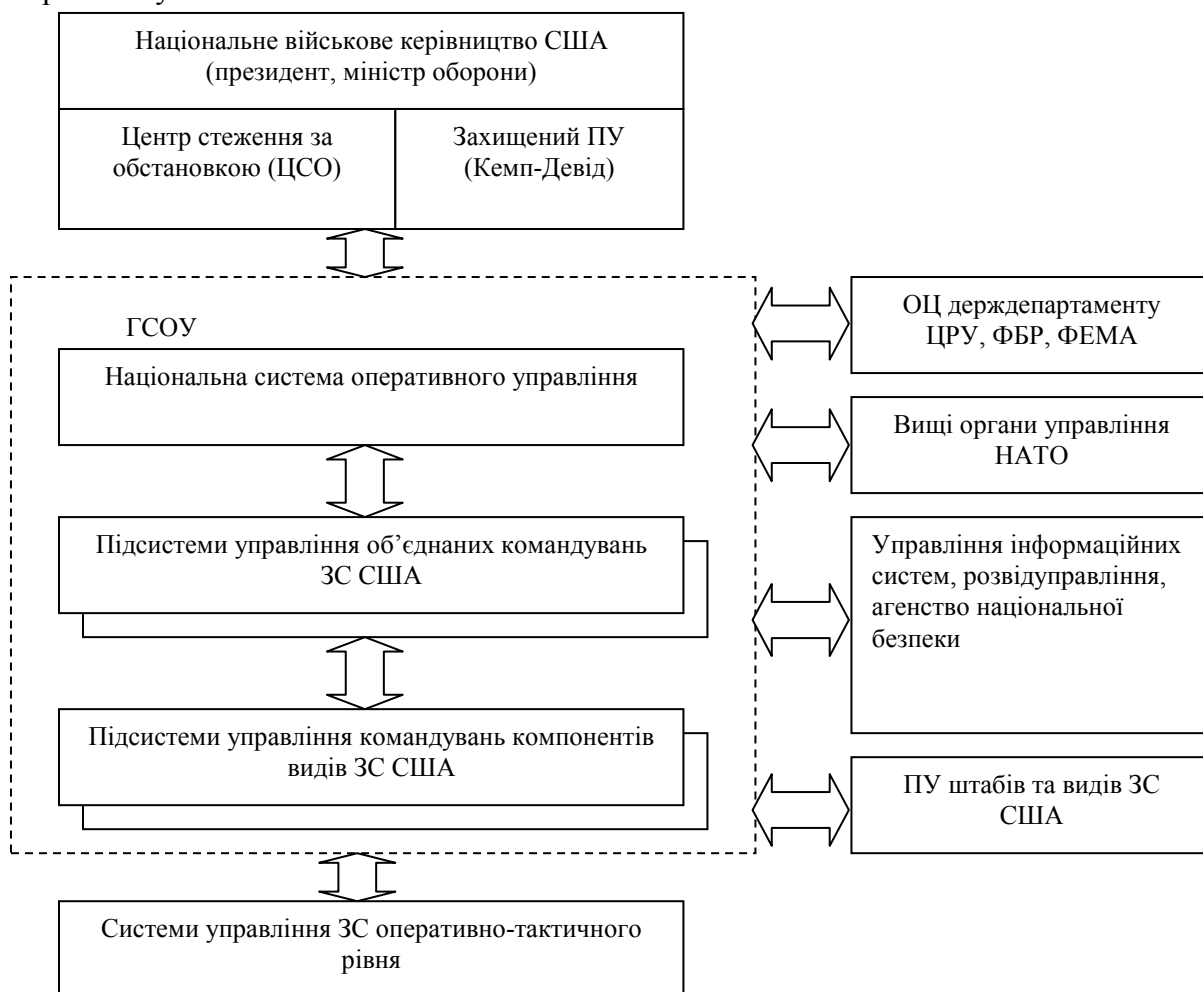 Національне військове керівництво США
(президент, міністр оборони)
Центр стеження за
обстановкою (ЦСО)
Захищений ПУ
(Кемп-Девід)
ГСОУ
Національна система оперативного управління
Підсистеми управління об’єднаних командувань
ЗС США
Підсистеми управління командувань компонентів
видів ЗС США
Системи управління ЗС оперативно-тактичного
рівня
ОЦ держдепартаменту
ЦРУ, ФБР, ФЕМА
Вищі органи управління
НАТО
Управління інформаційних
систем, розвідуправління,
агенство національної
безпеки
ПУ штабів та видів ЗС
США